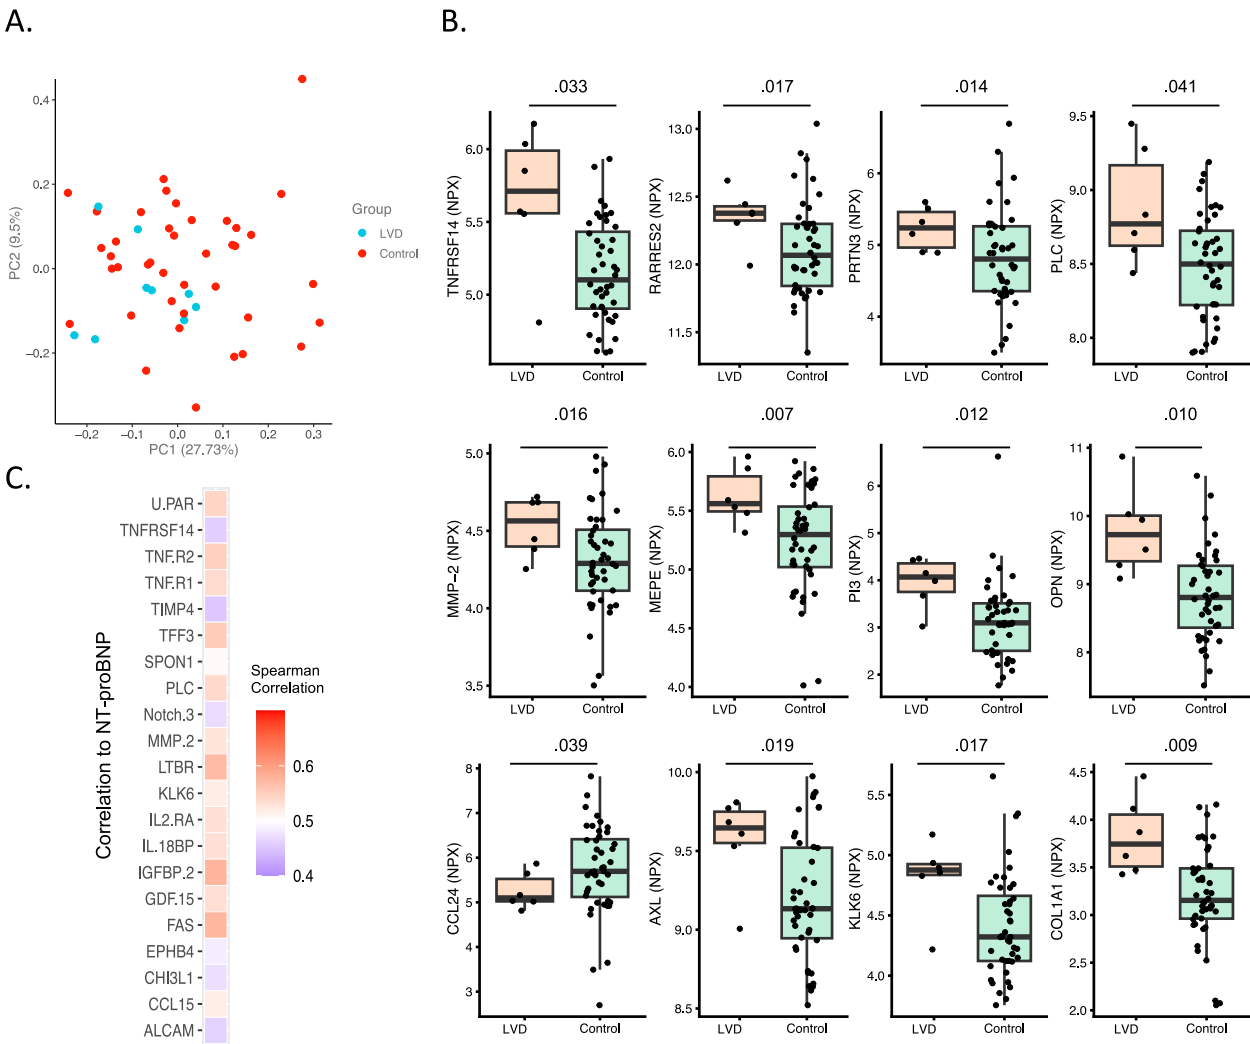 A.
PC2 (9.5%)
0.4
0.2
0.0
−0.2
−0.2
−0.1
0.0
0.1
0.2
0.3
PC1 (27.73%)
Group
LVD
Control
B.
.033
TNFRSF14 (NPX)
6.0
5.5
5.0
LVD
Control
.017
RARRES2 (NPX)
13.0
12.5
12.0
11.5
LVD
Control
.014
PRTN3 (NPX)
6
5
4
LVD
Control
.041
PLC (NPX)
9.5
9.0
8.5
8.0
LVD
Control
.016
MMP−2 (NPX)
5.0
4.5
4.0
3.5
LVD
Control
.007
MEPE (NPX)
6.0
5.5
5.0
4.5
4.0
LVD
Control
.012
PI3 (NPX)
6
5
4
3
2
LVD
Control
.010
OPN (NPX)
11
10
9
8
LVD
Control
.039
CCL24 (NPX)
8
7
6
5
4
3
LVD
Control
.019
AXL (NPX)
10.0
9.5
9.0
8.5
LVD
Control
.017
KLK6 (NPX)
5.5
5.0
4.5
4.0
LVD
Control
.009
COL1A1 (NPX)
4.5
4.0
3.5
3.0
2.5
2.0
LVD
Control
C.
Correlation to NT-proBNP
U.PAR
TNFRSF14
TNF.R2
TNF.R1
TIMP4
TFF3
SPON1
PLC
Notch.3
MMP.2
LTBR
KLK6
IL2.RA
IL.18BP
IGFBP.2
GDF.15
FAS
EPHB4
CHI3L1
CCL15
ALCAM
Spearman
Correlation
0.6
0.5
0.4